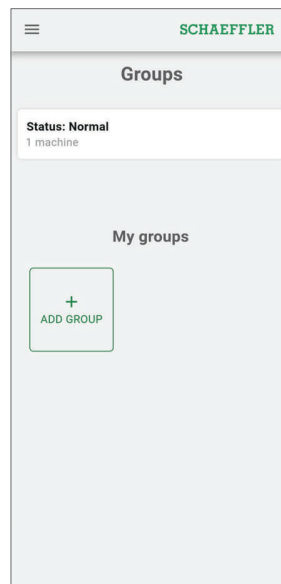 SCHAEFFLER
Groups
Status: Normal
1 machine
My groups
+
ADD GROUP